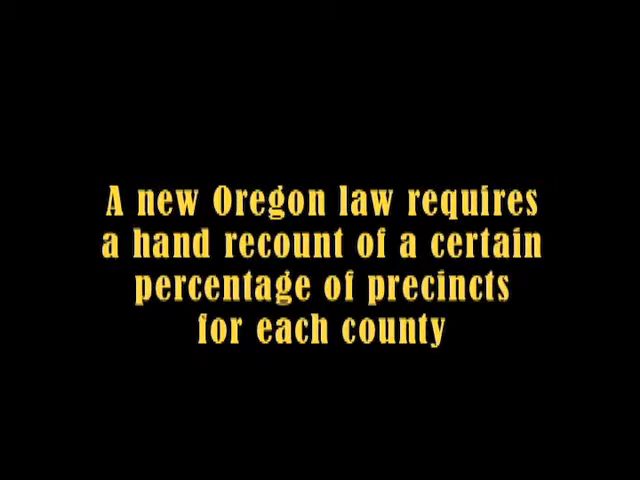 A new Oregon law requires
a hand recount of a certain
percentage of precincts
for each county